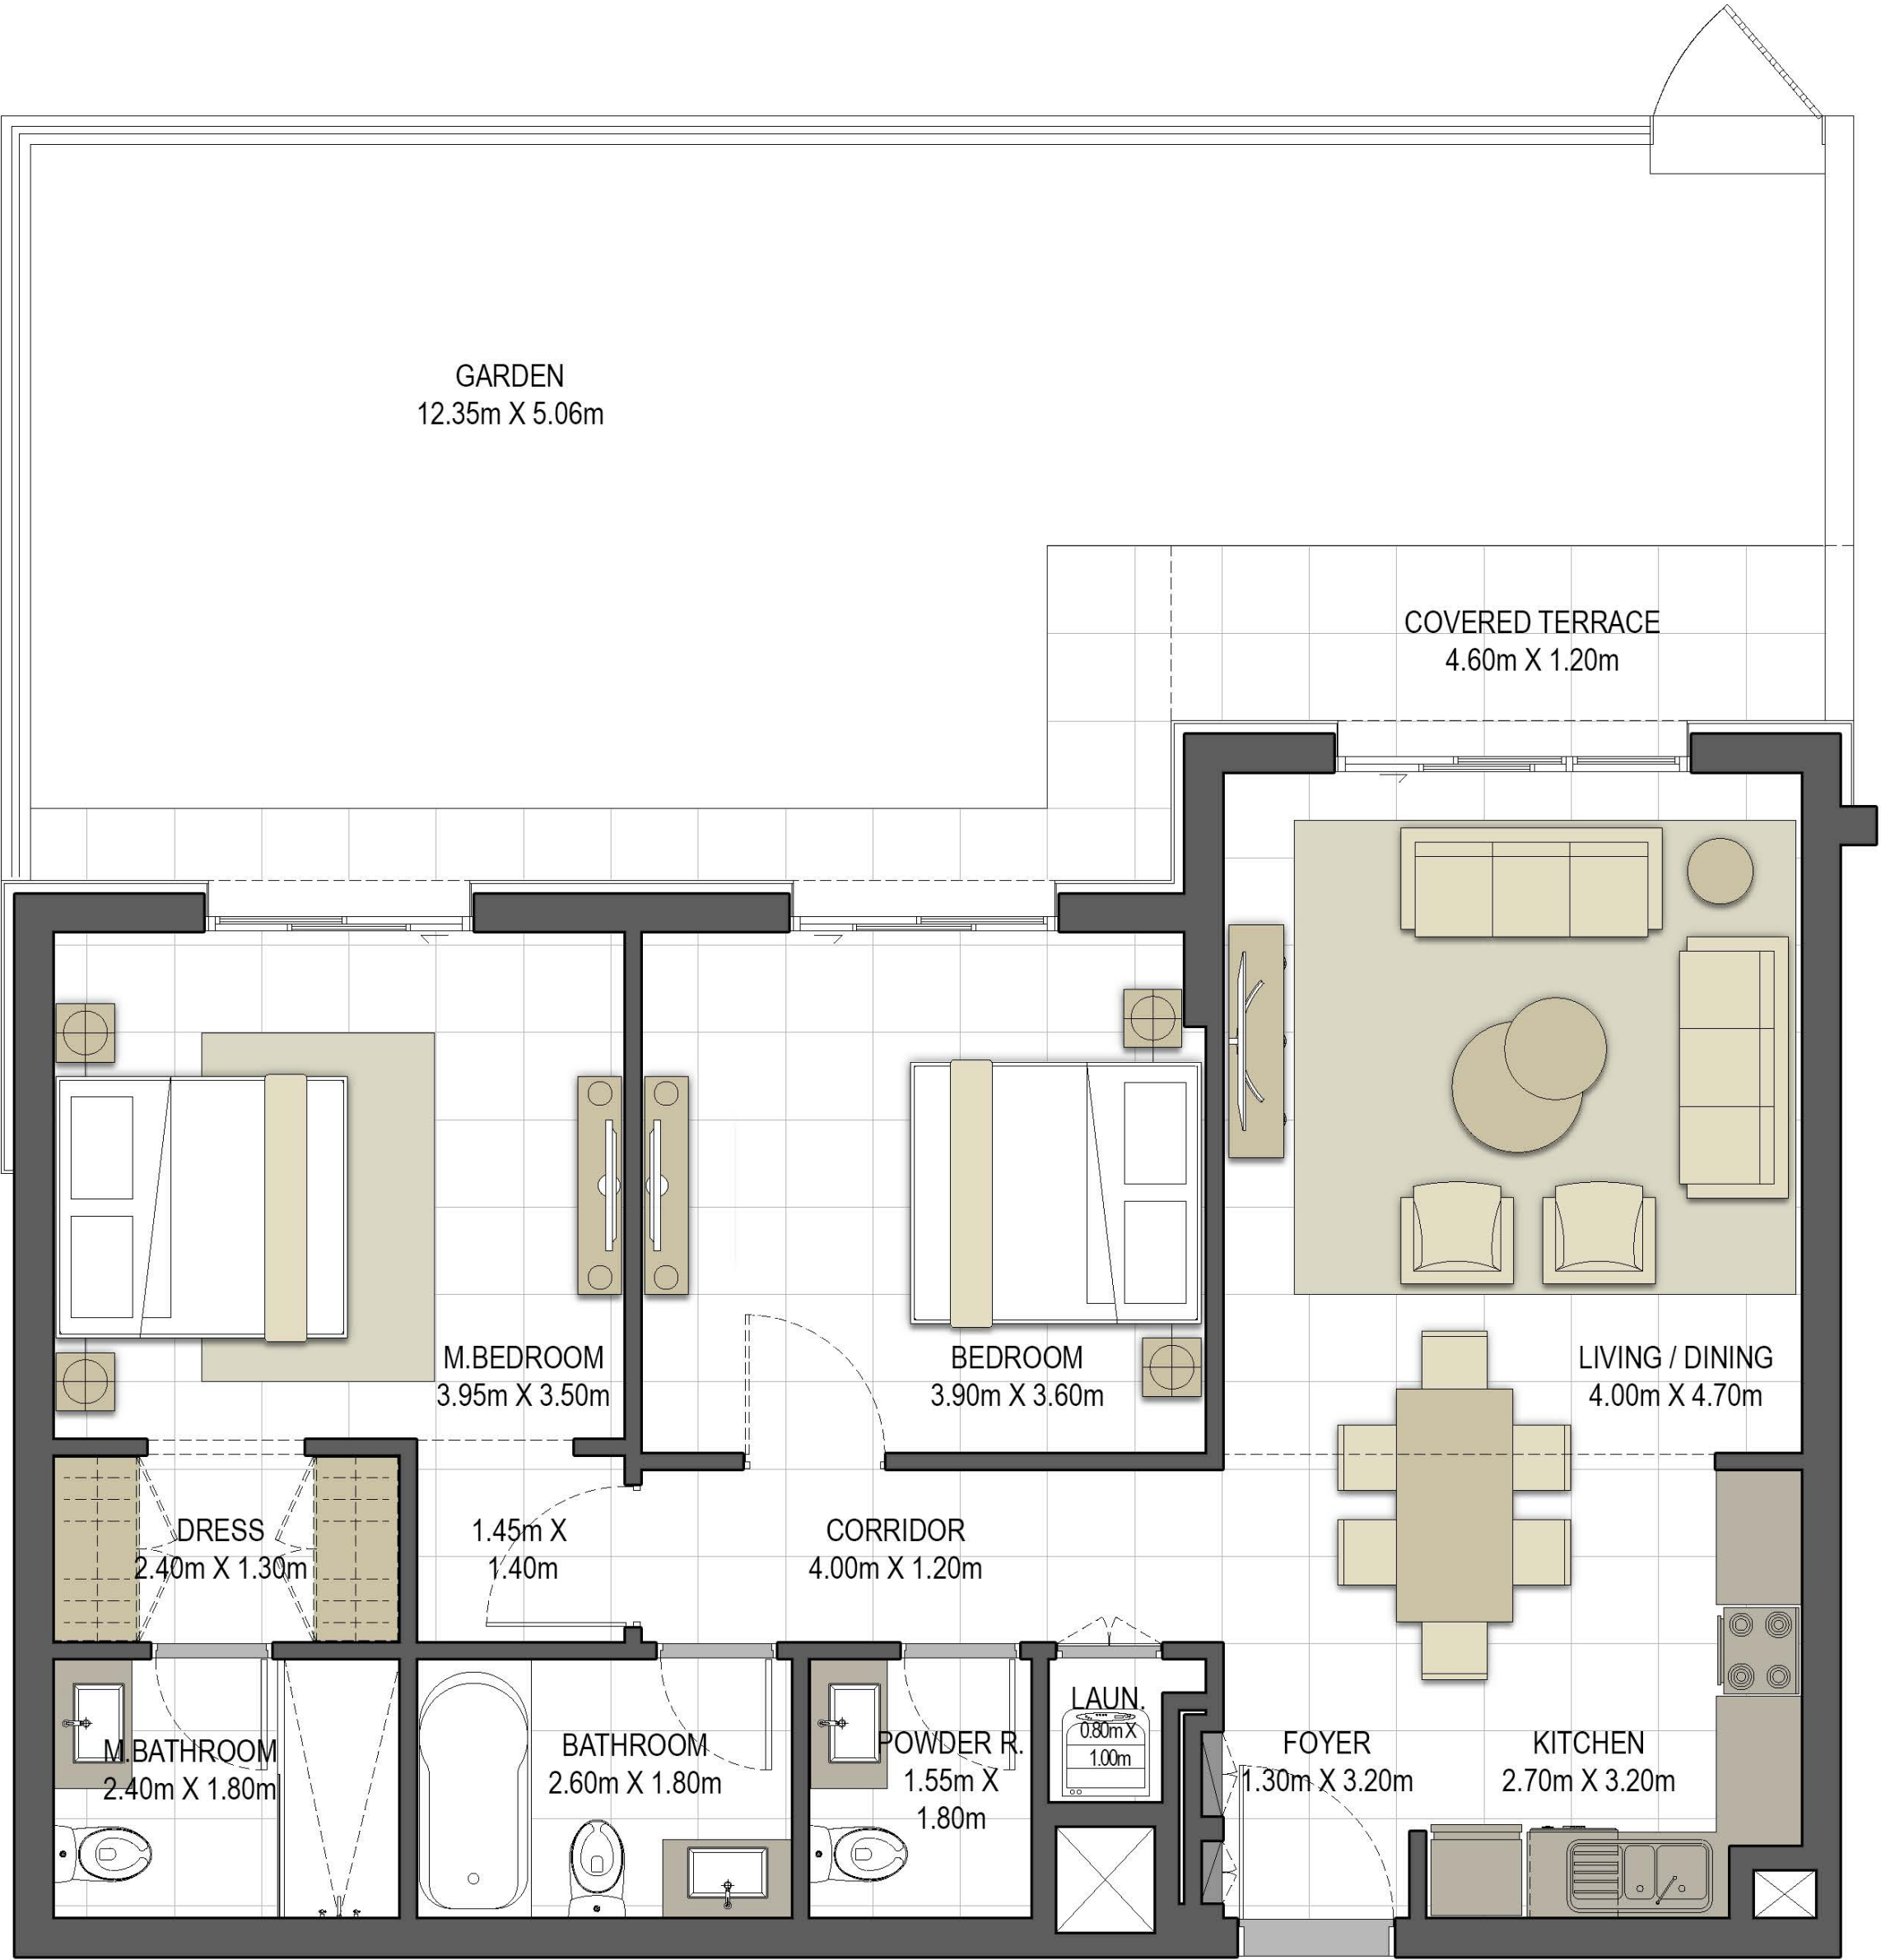 GARDEN
12.35m X 5.06m
COVERED TERRACE
4.60m X 1.20m
M.BEDROOM
3.95m X 3.50m
BEDROOM
3.90m X 3.60m
LIVING / DINING
4.00m X 4.70m
DRESS
2.40m X 1.30m
1.45m X
1.40m
CORRIDOR
4.00m X 1.20m
M.BATHROOM
2.40m X 1.80m
BATHROOM
2.60m X 1.80m
POWDER R.
1.55m X
1.80m
LAUN.
0.80m X
1.00m
FOYER
1.30m X 3.20m
KITCHEN
2.70m X 3.20m